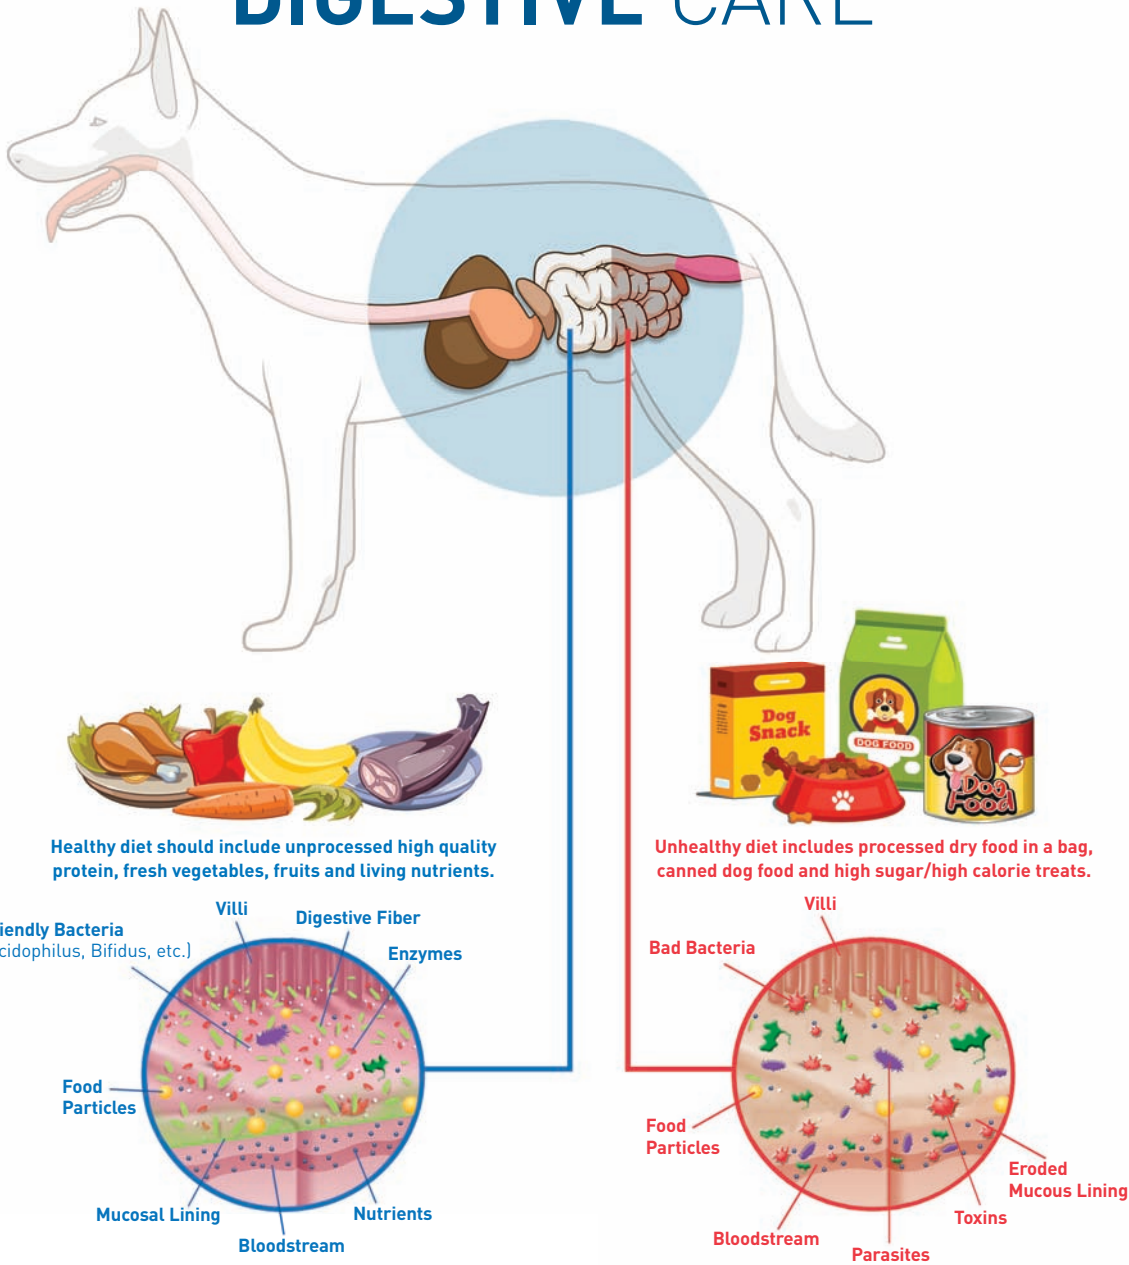 DIGESTIVE CARE
Dog
Snack
DOG FOOD
Dog
Food
Healthy diet should include unprocessed high quality
protein, fresh vegetables, fruits and living nutrients.
Unhealthy diet includes processed dry food in a bag,
canned dog food and high sugar/high calorie treats.
Villi
Digestive Fiber
iendly Bacteria
cidophilus, Bifidus, etc.)
Enzymes
Food
Particles
Mucosal Lining
Nutrients
Bloodstream
Villi
Bad Bacteria
Food
Particles
Eroded
Mucous Lining
Toxins
Bloodstream
Parasites